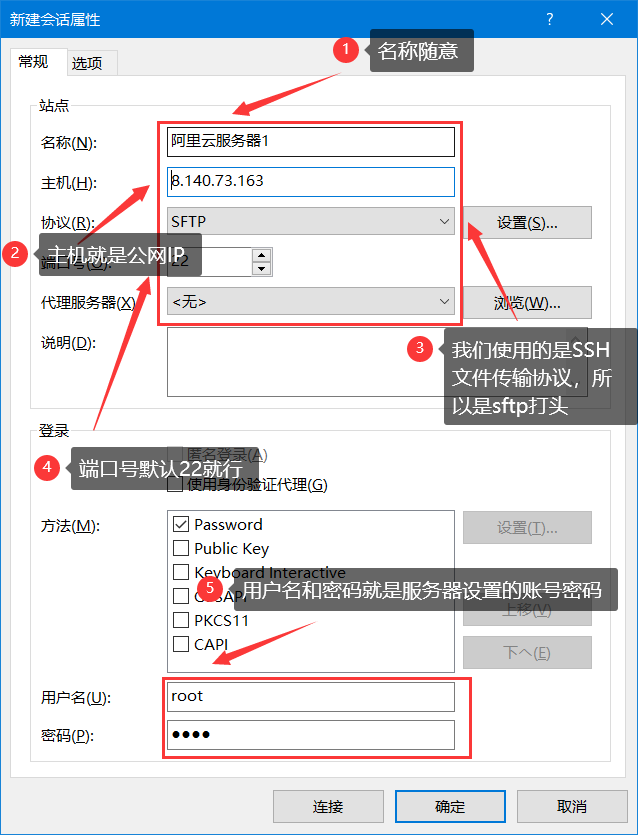 新建会话属性
1 名称随意
常规 选项
站点
名称(N): 阿里云服务器1
主机(H): 8.140.73.163
协议(R): SFTP 设置(S)...
2 主机就是公网IP
端口号 22
代理服务器(X) <无> 浏览(W)...
说明(D):
3 我们使用的是SSH
文件传输协议，所
以是sftp打头
登录
匿名登录(A)
4 端口号默认22就行
使用身份验证代理(G)
方法(M): Password 设置(T)...
Public Key
Keyboard Interactive
5 用户名和密码就是服务器设置的账号密码
PKCS11 上移(V)
CAPI 下へ(E)
用户名(U): root
密码(P): ●●●●
连接 确定 取消